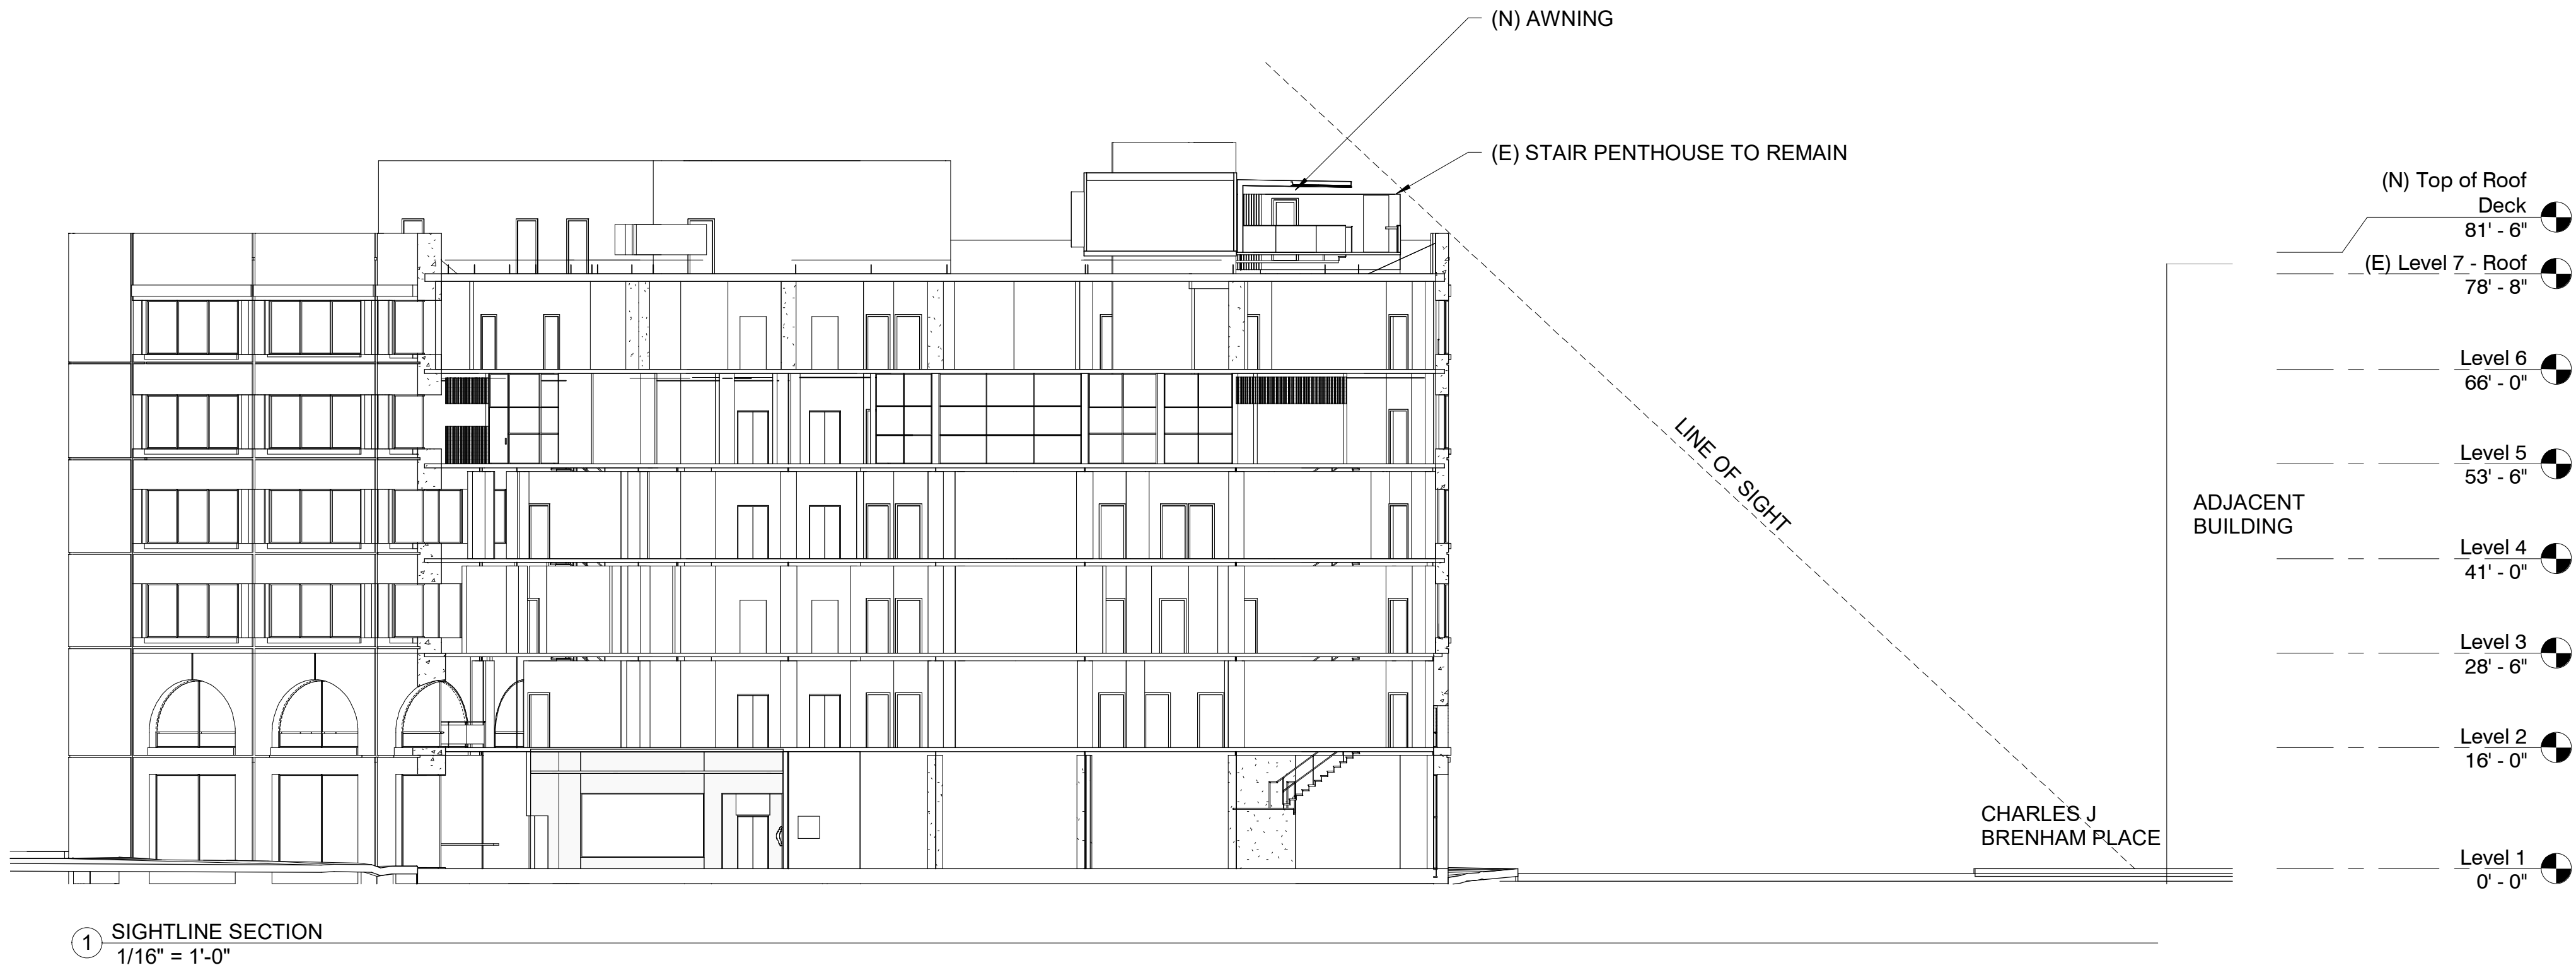 (N) AWNING
(E) STAIR PENTHOUSE TO REMAIN
(N) Top of Roof
Deck
81' - 6"
(E) Level 7 - Roof
78' - 8"
Level 6
66' - 0"
LINE OF SIGHT
Level 5
53' - 6"
ADJACENT
BUILDING
Level 4
41' - 0"
Level 3
28' - 6"
Level 2
16' - 0"
CHARLES J
BRENHAM PLACE
Level 1
0' - 0"
1 SIGHTLINE SECTION
1/16" = 1'-0"